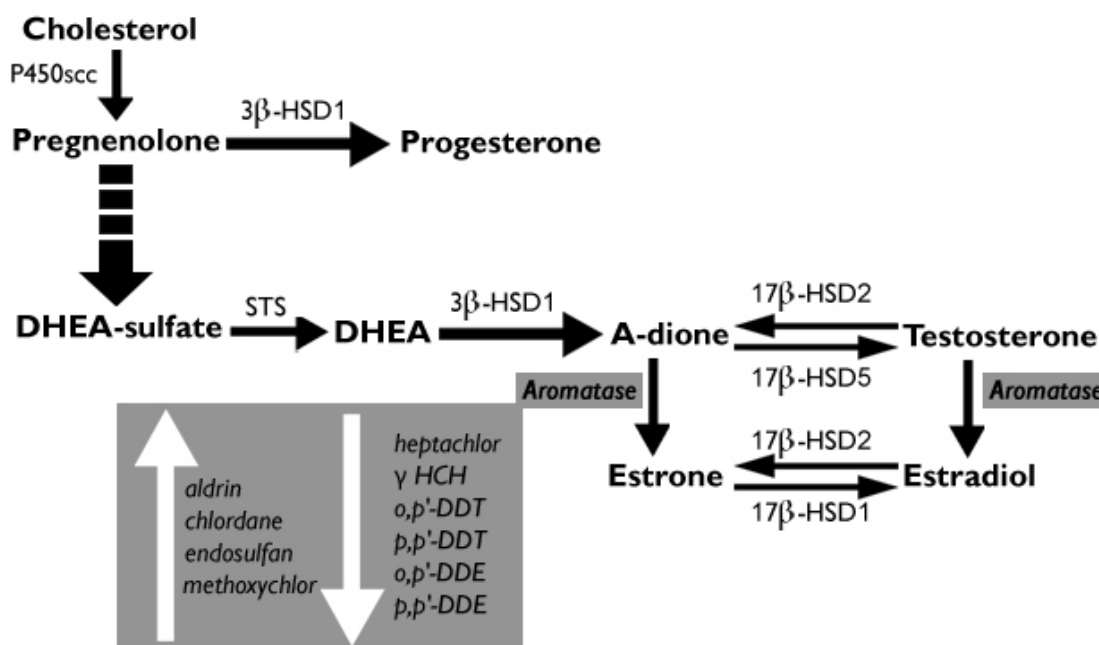 Cholesterol
P450scc
3β-HSD1
Pregnenolone
Progesterone
STS
3β-HSD1
17β-HSD2
DHEA-sulfate
DHEA
A-dione
Testosterone
17β-HSD5
Aromatase
Aromatase
17β-HSD2
Estrone
Estradiol
17β-HSD1
aldrin
chlordane
endosulfan
methoxychlor
heptachlor
γ HCH
o,p'-DDT
p,p'-DDT
o,p'-DDE
p,p'-DDE